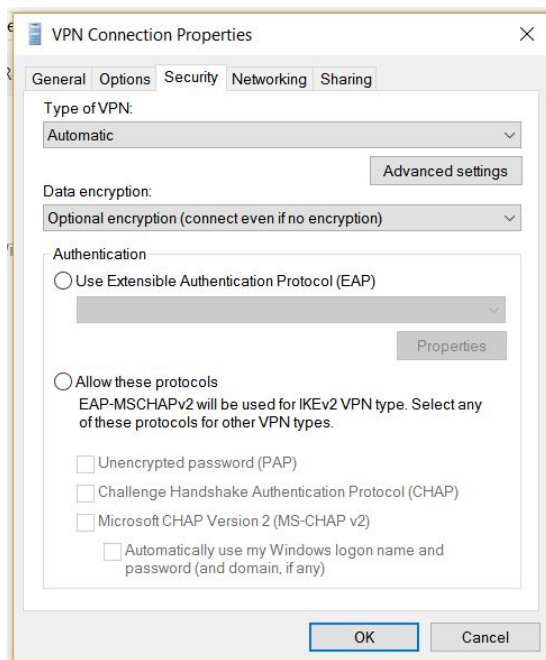 VPN Connection Properties
General Options Security Networking Sharing
Type of VPN:
Automatic
Advanced settings
Data encryption:
Optional encryption (connect even if no encryption)
Authentication
Use Extensible Authentication Protocol (EAP)
Properties
Allow these protocols
EAP-MSCHAPv2 will be used for IKEv2 VPN type. Select any
of these protocols for other VPN types.
Unencrypted password (PAP)
Challenge Handshake Authentication Protocol (CHAP)
Microsoft CHAP Version 2 (MS-CHAP v2)
Automatically use my Windows logon name and
password (and domain, if any)
OK Cancel